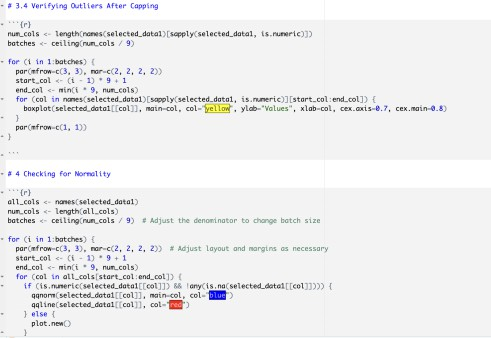 # 3.4 Verifying Outliers After Capping
```{r}
num_cols <- length(names(selected_data1)[sapply(selected_data1, is.numeric)])
batches <- ceiling(num_cols / 9)
for (i in 1:batches) {
par(mfrow=c(3, 3), mar=c(2, 2, 2, 2))
start_col <- (i - 1) * 9 + 1
end_col <- min(i * 9, num_cols)
for (col in names(selected_data1)[sapply(selected_data1, is.numeric)][start_col:end_col]) {
boxplot(selected_data1[[col]], main=col, col="yellow", ylab="Values", xlab=col, cex.axis=0.7, cex.main=0.8)
}
par(mfrow=c(1, 1))
}
```
# 4 Checking for Normality
```{r}
all_cols <- names(selected_data1)
num_cols <- length(all_cols)
batches <- ceiling(num_cols / 9)  # Adjust the denominator to change batch size
for (i in 1:batches) {
par(mfrow=c(3, 3), mar=c(2, 2, 2, 2))  # Adjust layout and margins as necessary
start_col <- (i - 1) * 9 + 1
end_col <- min(i * 9, num_cols)
for (col in all_cols[start_col:end_col]) {
if (is.numeric(selected_data1[[col]]) && !any(is.na(selected_data1[[col]]))) {
qqnorm(selected_data1[[col]], main=col, col="blue")
qqline(selected_data1[[col]], col="red")
} else {
plot.new()
}